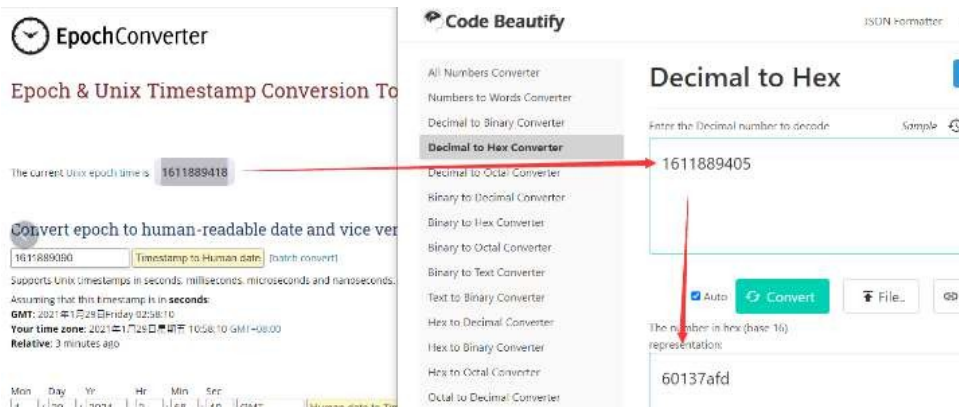 EpochConverter
Epoch & Unix Timestamp Conversion To
The current Unix epoch time is 1611889418
Convert epoch to human-readable date and vice ver
1611889090 Timestamp to Human date [batch convert]
Supports Unix timestamps in seconds, milliseconds, microseconds and nanoseconds.
Assuming that this timestamp is in seconds:
GMT: 2021年1月29日Friday 02:58:10
Your time zone: 2021年1月29日星期五 10:58:10 GMT+08:00
Relative: 3 minutes ago
Mon Day Yr Hr Min Sec
Code Beautify
JSON Formatter
All Numbers Converter
Numbers to Words Converter
Decimal to Binary Converter
Decimal to Hex Converter
Decimal to Octal Converter
Binary to Decimal Converter
Binary to Hex Converter
Binary to Octal Converter
Binary to Text Converter
Text to Binary Converter
Hex to Decimal Converter
Hex to Binary Converter
Hex to Octal Converter
Octal to Decimal Converter
Decimal to Hex
Enter the Decimal number to decode Sample
1611889405
Auto Convert File..
The number in hex (base 16)
representation:
60137afd